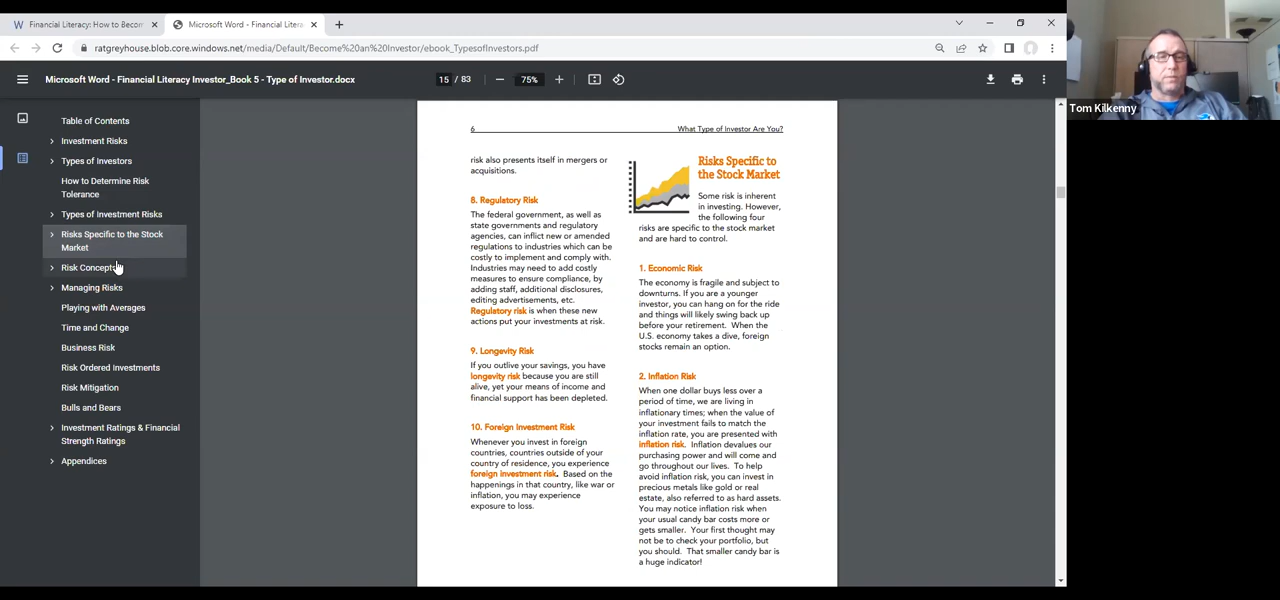 Financial Literacy: How to Becom
Microsoft Word - Financial Litera
ratgreyhouse.blob.core.windows.net/media/Default/Become%20an%20Investor/ebook_TypesofInvestors.pdf
Microsoft Word - Financial Literacy Investor_Book 5 - Type of Investor.docx
15 / 83
75%
Tom Kilkenny
Table of Contents
Investment Risks
Types of Investors
How to Determine Risk
Tolerance
Types of Investment Risks
Risks Specific to the Stock
Market
Risk Concepts
Managing Risks
Playing with Averages
Time and Change
Business Risk
Risk Ordered Investments
Risk Mitigation
Bulls and Bears
Investment Ratings & Financial
Strength Ratings
Appendices
6
What Type of Investor Are You?
risk also presents itself in mergers or
acquisitions.
8. Regulatory Risk
The federal government, as well as
state governments and regulatory
agencies, can inflict new or amended
regulations to industries which can be
costly to implement and comply with.
Industries may need to add costly
measures to ensure compliance, by
adding staff, additional disclosures,
editing advertisements, etc.
Regulatory risk is when these new
actions put your investments at risk.
9. Longevity Risk
If you outlive your savings, you have
longevity risk because you are still
alive, yet your means of income and
financial support has been depleted.
10. Foreign Investment Risk
Whenever you invest in foreign
countries, countries outside of your
country of residence, you experience
foreign investment risk. Based on the
happenings in that country, like war or
inflation, you may experience
exposure to loss.
Risks Specific to
the Stock Market
Some risk is inherent
in investing. However,
the following four
risks are specific to the stock market
and are hard to control.
1. Economic Risk
The economy is fragile and subject to
downturns. If you are a younger
investor, you can hang on for the ride
and things will likely swing back up
before your retirement. When the
U.S. economy takes a dive, foreign
stocks remain an option.
2. Inflation Risk
When one dollar buys less over a
period of time, we are living in
inflationary times; when the value of
your investment fails to match the
inflation rate, you are presented with
inflation risk. Inflation devalues our
purchasing power and will come and
go throughout our lives. To help
avoid inflation risk, you can invest in
precious metals like gold or real
estate, also referred to as hard assets.
You may notice inflation risk when
your usual candy bar costs more or
gets smaller. Your first thought may
not be to check your portfolio, but
you should. That smaller candy bar is
a huge indicator!